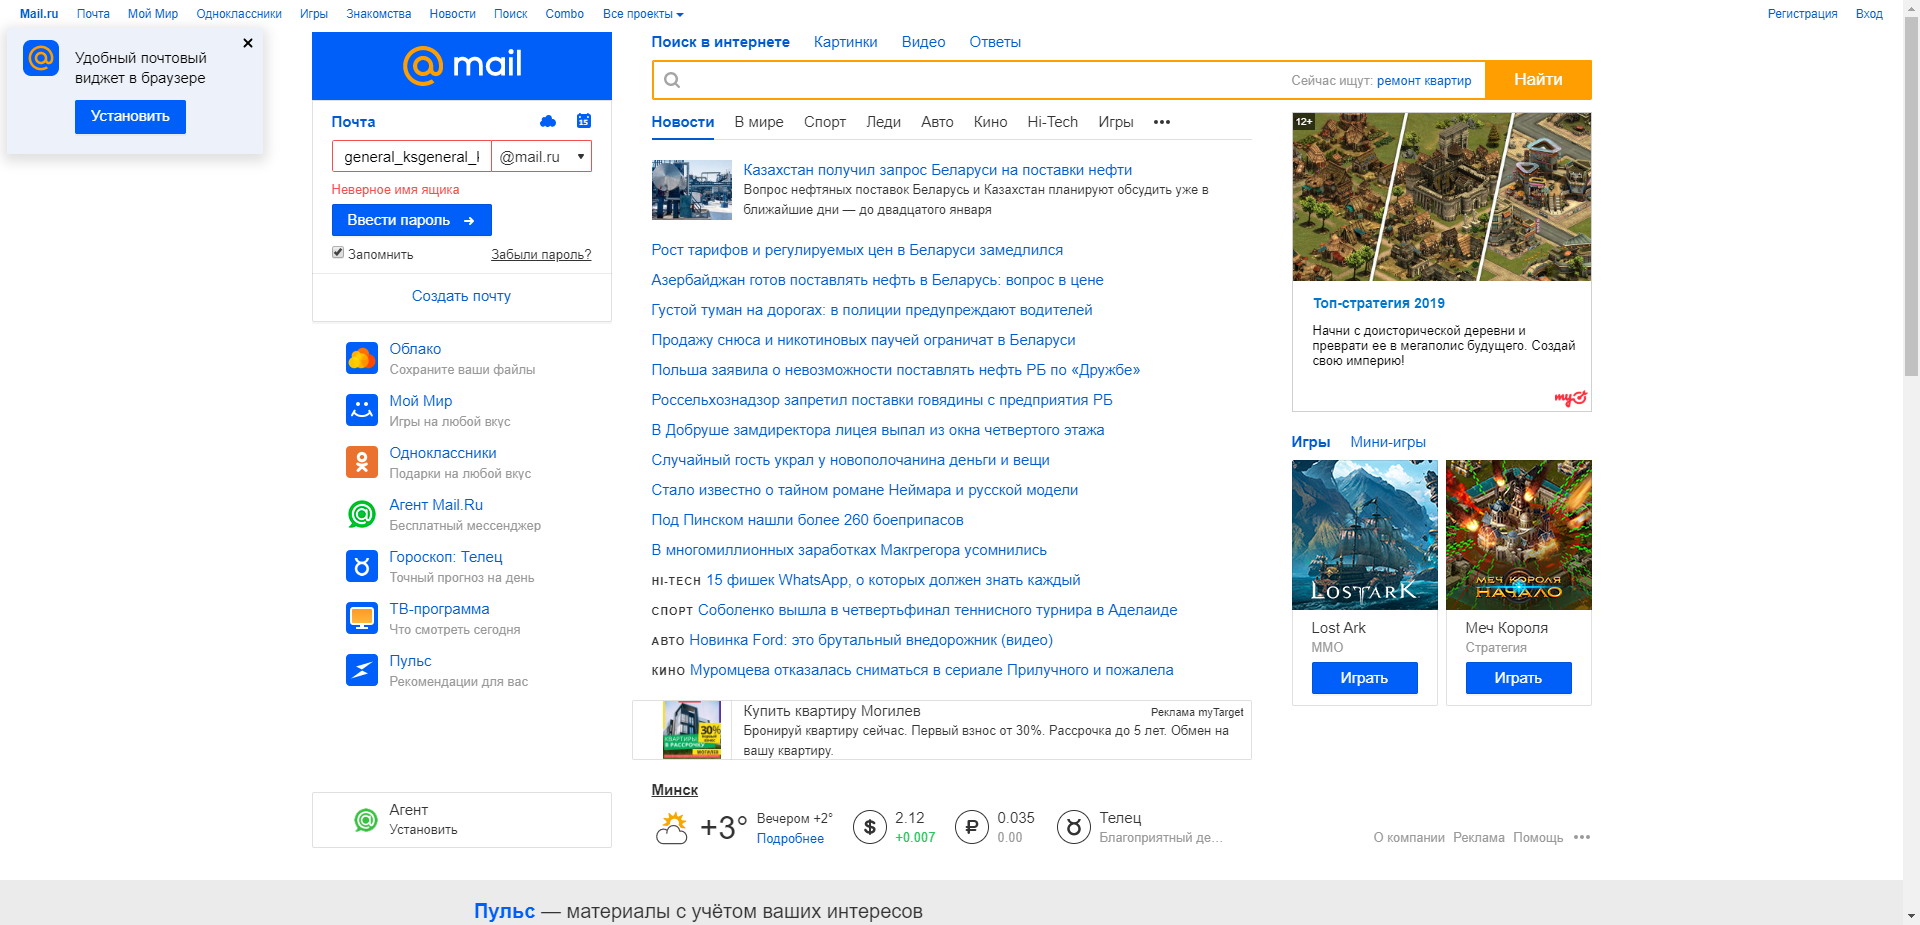 Mail.ru Почта Мой Мир Одноклассники Игры Знакомства Новости Поиск Combo Все проекты Регистрация Вход
Удобный почтовый
виджет в браузере
Установить
mail
Почта
15
general_ksgeneral_k @mail.ru
Неверное имя ящика
Ввести пароль
Запомнить Забыли пароль?
Создать почту
Облако
Сохраните ваши файлы
Мой Мир
Игры на любой вкус
Одноклассники
Подарки на любой вкус
Агент Mail.Ru
Бесплатный мессенджер
Гороскоп: Телец
Точный прогноз на день
ТВ-программа
Что смотреть сегодня
Пульс
Рекомендации для вас
Агент
Установить
Поиск в интернете Картинки Видео Ответы
Сейчас ищут: ремонт квартир Найти
Новости В мире Спорт Леди Авто Кино Hi-Tech Игры •••
Казахстан получил запрос Беларуси на поставки нефти
Вопрос нефтяных поставок Беларусь и Казахстан планируют обсудить уже в
ближайшие дни — до двадцатого января
Рост тарифов и регулируемых цен в Беларуси замедлился
Азербайджан готов поставлять нефть в Беларусь: вопрос в цене
Густой туман на дорогах: в полиции предупреждают водителей
Продажу снюса и никотиновых паучей ограничат в Беларуси
Польша заявила о невозможности поставлять нефть РБ по «Дружбе»
Россельхознадзор запретил поставки говядины с предприятия РБ
В Добруше замдиректора лицея выпал из окна четвертого этажа
Случайный гость украл у новополочанина деньги и вещи
Стало известно о тайном романе Неймара и русской модели
Под Пинском нашли более 260 боеприпасов
В многомиллионных заработках Макгрегора усомнились
HI-TECH 15 фишек WhatsApp, о которых должен знать каждый
СПОРТ Соболенко вышла в четвертьфинал теннисного турнира в Аделаиде
АВТО Новинка Ford: это брутальный внедорожник (видео)
КИНО Муромцева отказалась сниматься в сериале Прилучного и пожалела
30%
КВАРТИРЫ
В РАССРОЧКУ
МОГИЛЕВ
Купить квартиру Могилев Реклама myTarget
Бронируй квартиру сейчас. Первый взнос от 30%. Рассрочка до 5 лет. Обмен на
вашу квартиру.
Минск
+3° Вечером +2° $ 2.12 ₽ 0.035 Телец
Подробнее +0.007 0.00 Благоприятный де...
12+
Топ-стратегия 2019
Начни с доисторической деревни и
преврати ее в мегаполис будущего. Создай
свою империю!
my
Игры Мини-игры
LOST ARK
МЕЧ КОРОЛЯ
НАЧАЛО
Lost Ark Меч Короля
MMO Стратегия
Играть Играть
О компании Реклама Помощь •••
Пульс — материалы с учётом ваших интересов